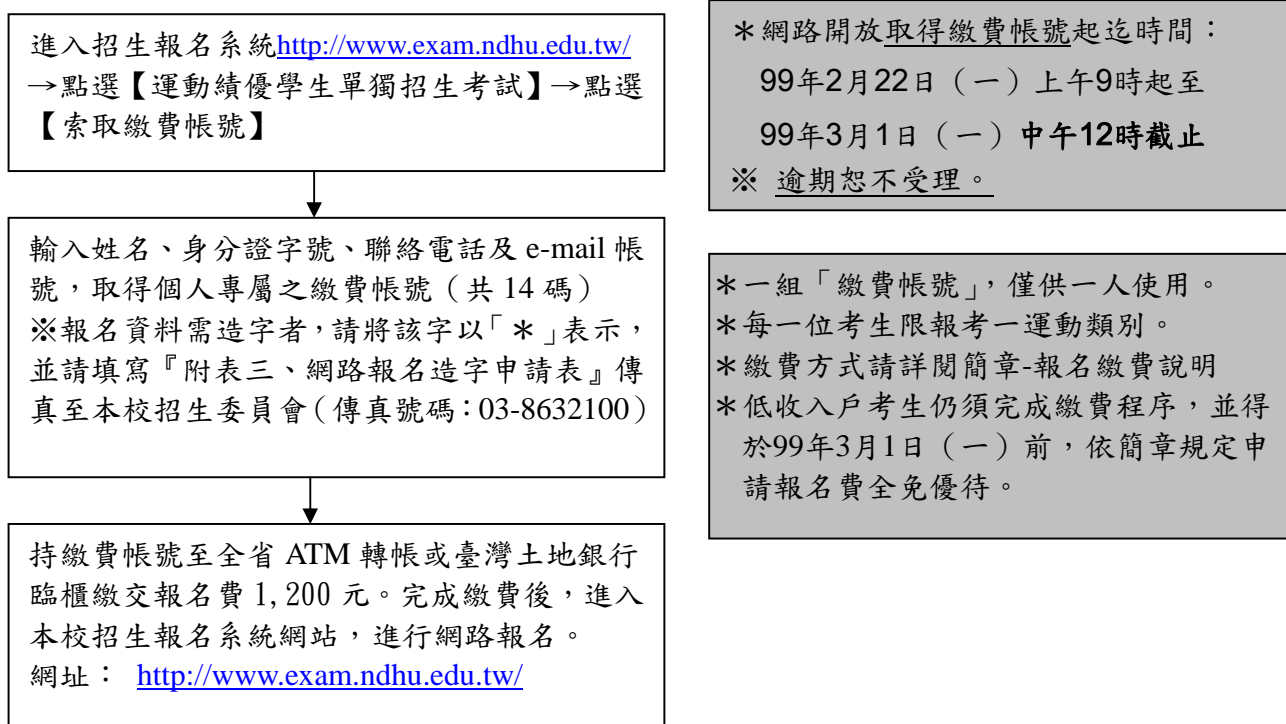 進入招生報名系統http://www.exam.ndhu.edu.tw/
→點選【運動績優學生單獨招生考試】→點選
【索取繳費帳號】
輸入姓名、身分證字號、聯絡電話及 e-mail 帳
號，取得個人專屬之繳費帳號（共 14 碼）
※報名資料需造字者，請將該字以「＊」表示，
並請填寫『附表三、網路報名造字申請表』傳
真至本校招生委員會（傳真號碼：03-8632100）
持繳費帳號至全省 ATM 轉帳或臺灣土地銀行
臨櫃繳交報名費 1,200 元。完成繳費後，進入
本校招生報名系統網站，進行網路報名。
網址： http://www.exam.ndhu.edu.tw/
＊網路開放取得繳費帳號起迄時間：
99年2月22日（一）上午9時起至
99年3月1日（一）中午12時截止
※ 逾期恕不受理。
＊一組「繳費帳號」，僅供一人使用。
＊每一位考生限報考一運動類別。
＊繳費方式請詳閱簡章-報名繳費說明
＊低收入戶考生仍須完成繳費程序，並得
於99年3月1日（一）前，依簡章規定申
請報名費全免優待。